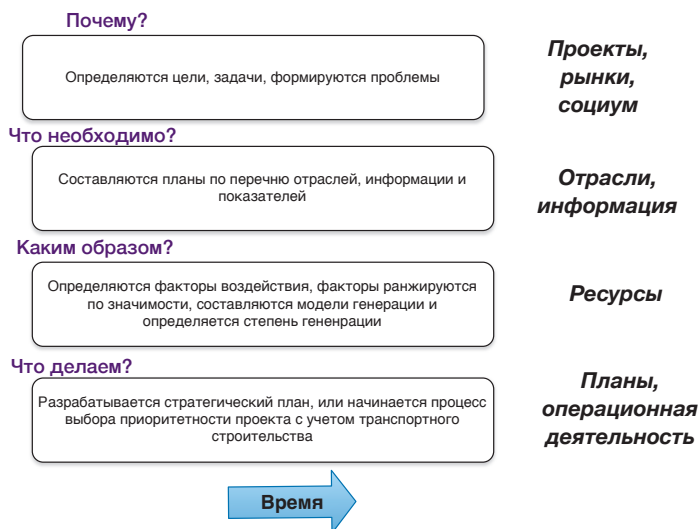 Почему?
Определяются цели, задачи, формируются проблемы
Проекты,
рынки,
социум
Что необходимо?
Составляются планы по перечню отраслей, информации и
показателей
Отрасли,
информация
Каким образом?
Определяются факторы воздействия, факторы ранжируются
по значимости, составляются модели генерации и
определяется степень гененрации
Ресурсы
Что делаем?
Разрабатывается стратегический план, или начинается процесс
выбора приоритетности проекта с учетом транспортного
строительства
Планы,
операционная
деятельность
Время